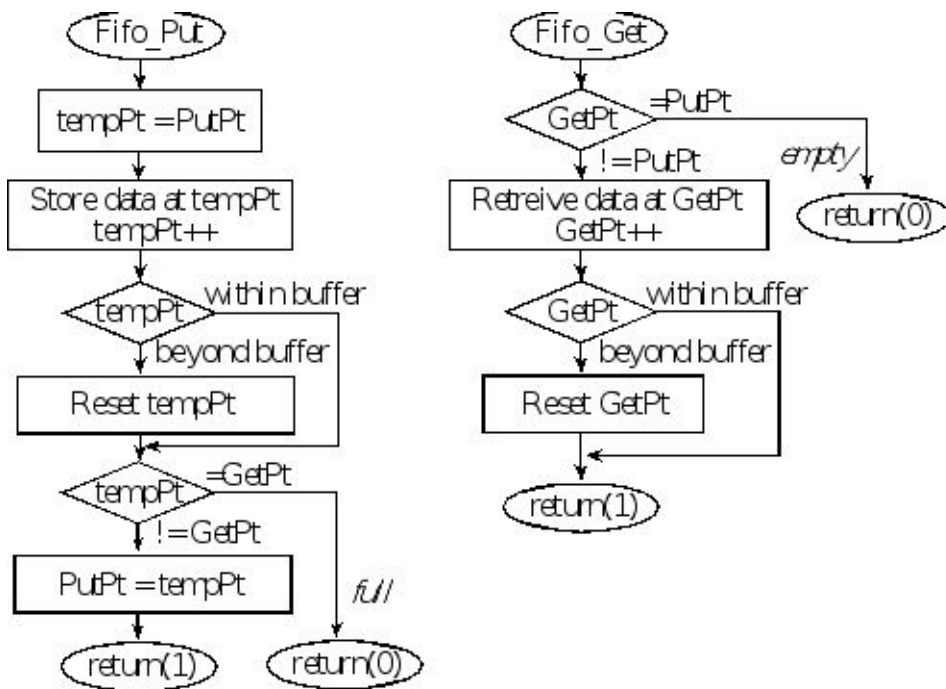 Fifo_Put
tempPt = PutPt
Store data at tempPt
tempPt++
tempPt
within buffer
beyond buffer
Reset tempPt
tempPt
=GetPt
!=GetPt
PutPt = tempPt
full
return(1)
return(0)
Fifo_Get
GetPt
=PutPt
!=PutPt
empty
Retreive data at GetPt
GetPt++
return(0)
GetPt
within buffer
beyond buffer
Reset GetPt
return(1)